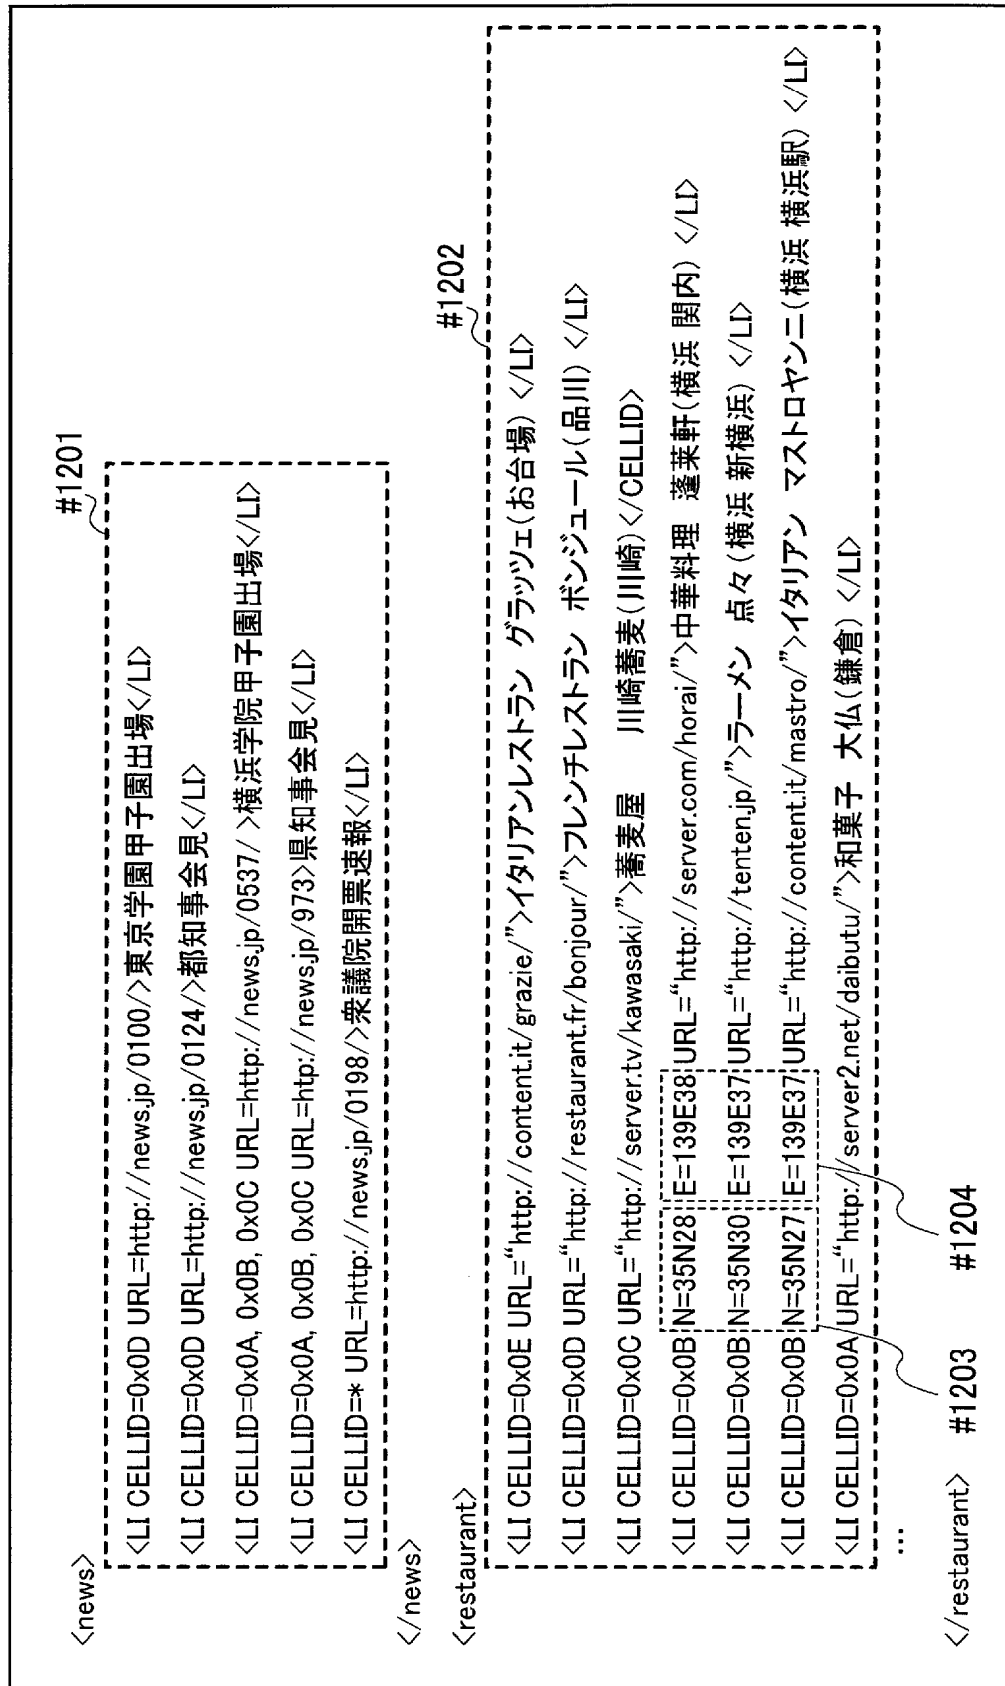 <news>
#1201
<LI CELLID=0x0D URL=http://news.jp/0100/>東京学園甲子園出場</LI>
<LI CELLID=0x0D URL=http://news.jp/0124/>都知事会見</LI>
<LI CELLID=0x0A, 0x0B, 0x0C URL=http://news.jp/0537/ >横浜学院甲子園出場</LI>
<LI CELLID=0x0A, 0x0B, 0x0C URL=htp://news.jp/973>県知事会見</LI>
<LI CELLID=* URL=http://news.jp/0198/>衆議院開票速報</LI>
</news>
#1202
<restaurant>
<LI CELLID=0x0E URL=“http://content.it/grazie/”>イタリアンレストラン グラッツェ(お台場) </LI>
<LI CELLID=0x0D URL=“http://restaurant.fr/bonjour/”>フレンチレストラン ボンジュール(品川) </LI>
<LI CELLID=0x0C URL=“http://server.tv/kawasaki/”>蕎麦屋 川崎蕎麦(川崎)</CELLID>
<LI CELLID=0x0B N=35N28 E=139E38 URL=“http://server.com/horai/”>中華料理 蓬莱軒(横浜 関内) </LI>
<LI CELLID=0x0B N=35N30 E=139E37 URL=“http://tenten.jp/”>ラーメン 点々(横浜 新横浜) </LI>
<LI CELLID=0x0B N=35N27 E=139E37 URL=“http://content.it/mastro/”>イタリアン マストロヤンニ(横浜 横浜駅) </LI>
<LI CELLID=0x0A URL=“http://server2.net/daibutu/”>和菓子 大仏(鎌倉) </LI>
...
</restaurant>
#1203
#1204